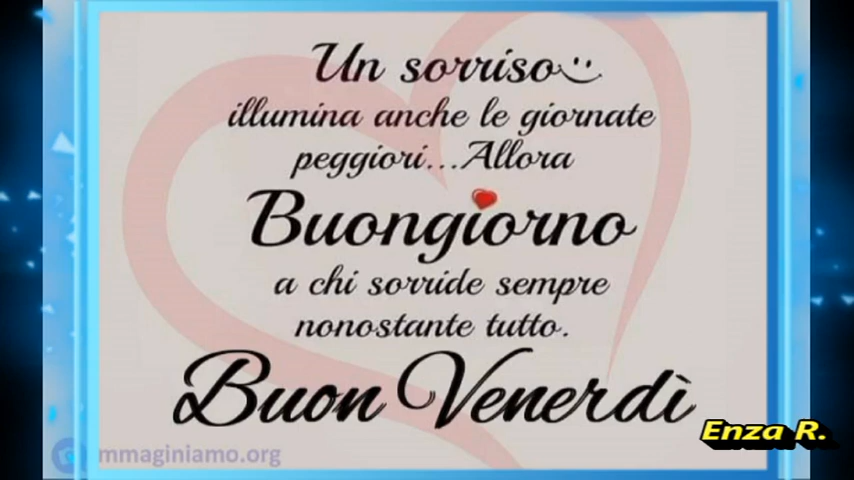 Un sorriso
illumina anche le giornate
peggiori...Allora
Buongiorno
a chi sorride sempre
nonostante tutto.
Buon Venerdì
Enza R.
mmaginiamo.org